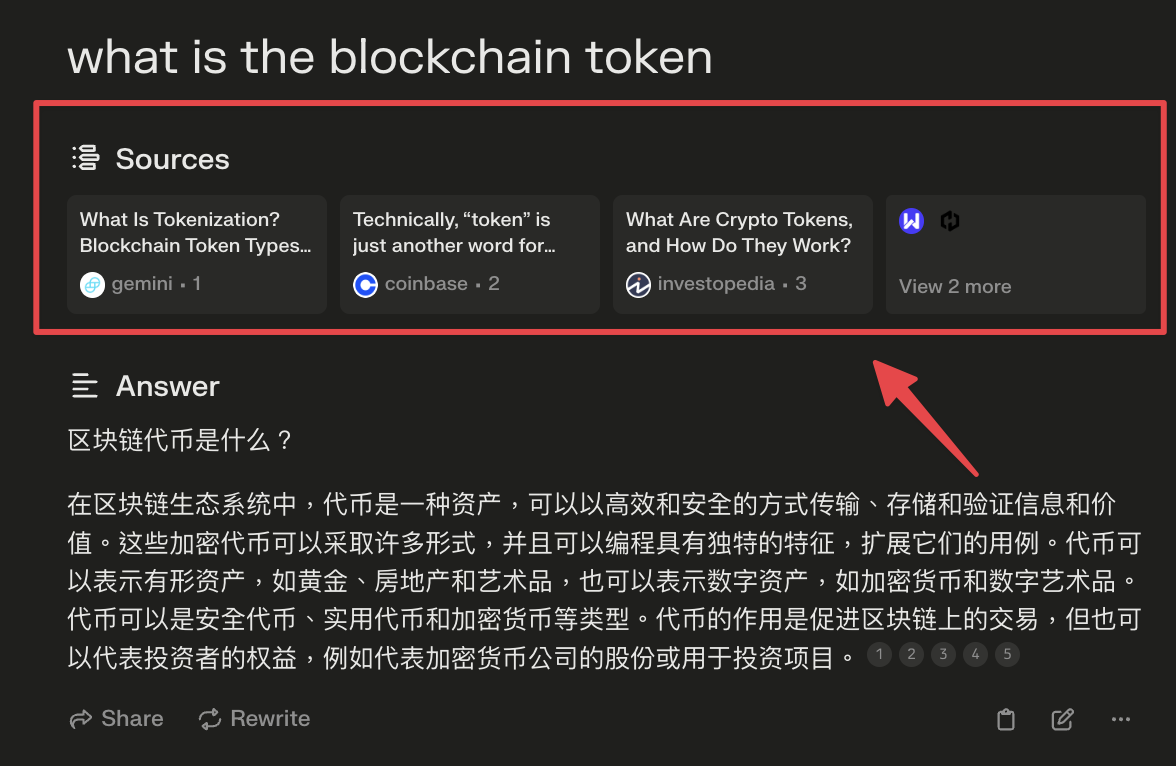 what is the blockchain token
Sources
What Is Tokenization?
Blockchain Token Types...
gemini · 1
Technically, “token” is
just another word for...
coinbase · 2
What Are Crypto Tokens,
and How Do They Work?
investopedia · 3
View 2 more
Answer
区块链代币是什么？
在区块链生态系统中，代币是一种资产，可以以高效和安全的方式传输、存储和验证信息和价
值。这些加密代币可以采取许多形式，并且可以编程具有独特的特征，扩展它们的用例。代币可
以表示有形资产，如黄金、房地产和艺术品，也可以表示数字资产，如加密货币和数字艺术品。
代币可以是安全代币、实用代币和加密货币等类型。代币的作用是促进区块链上的交易，但也可
以代表投资者的权益，例如代表加密货币公司的股份或用于投资项目。 1 2 3 4 5
Share Rewrite